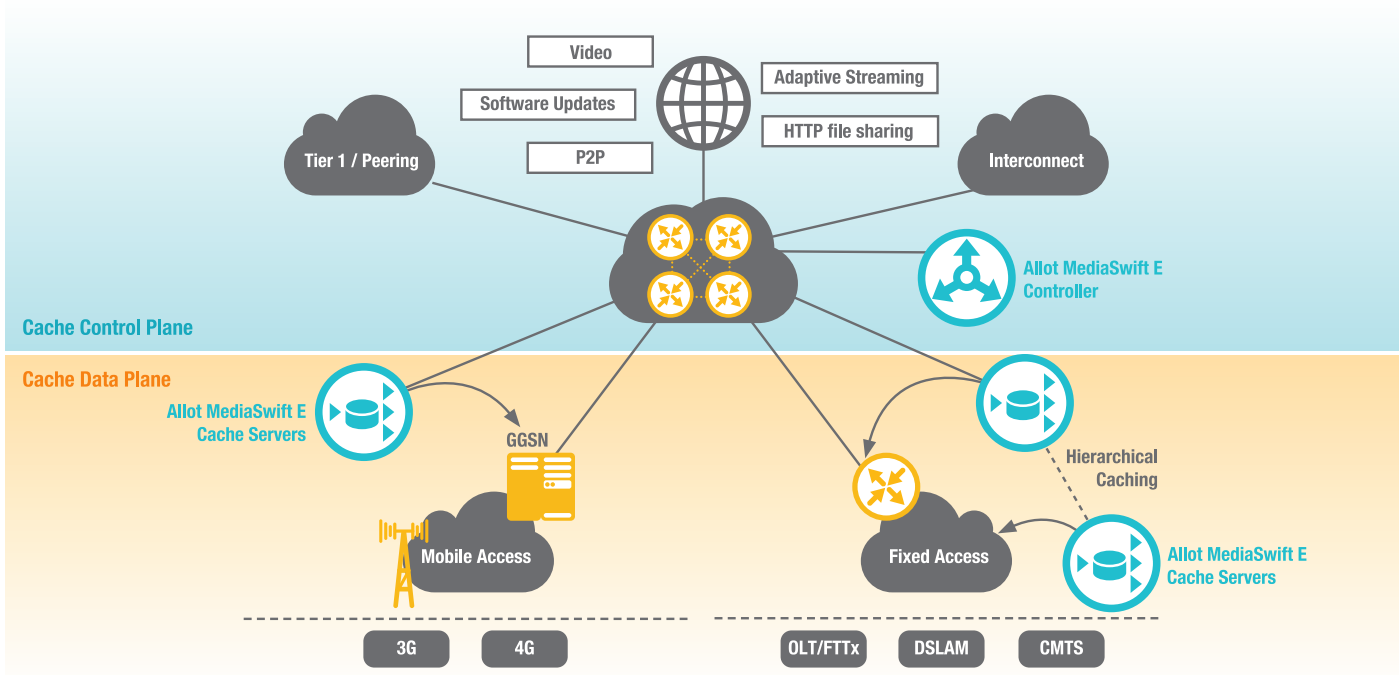 Video
Adaptive Streaming
Software Updates
HTTP file sharing
P2P
Tier 1 / Peering
Interconnect
Allot MediaSwift E
Controller
Cache Control Plane
Cache Data Plane
Allot MediaSwift E
Cache Servers
GGSN
Hierarchical
Caching
Mobile Access
Fixed Access
Allot MediaSwift E
Cache Servers
3G
4G
OLT/FTTx
DSLAM
CMTS